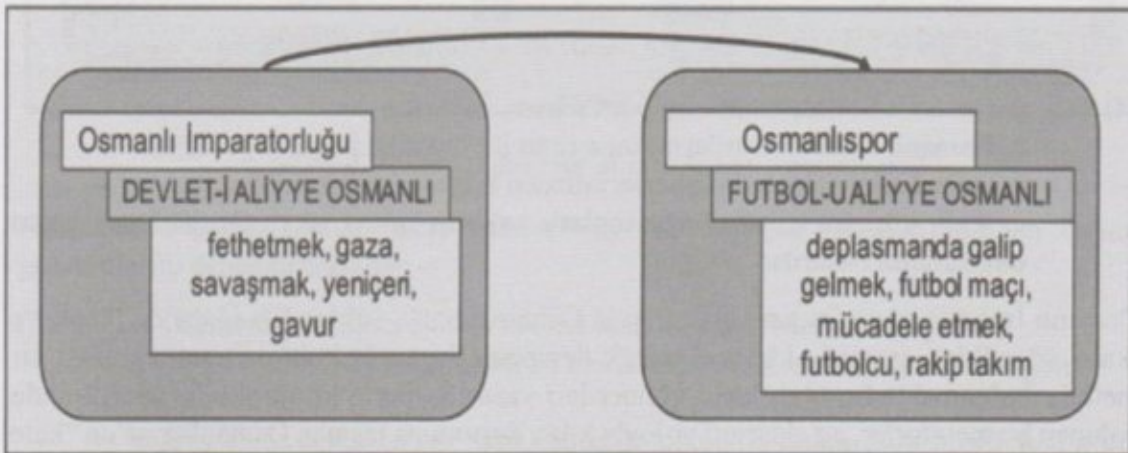 Osmanlı İmparatorluğu
DEVLET-İ ALİYYE OSMANLI
fethetmek, gaza,
savaşmak, yeniçeri,
gavur
Osmanlıspor
FUTBOL-U ALİYYE OSMANLI
deplasmanda galip
gelmek, futbol maçı,
mücadele etmek,
futbolcu, rakip takım